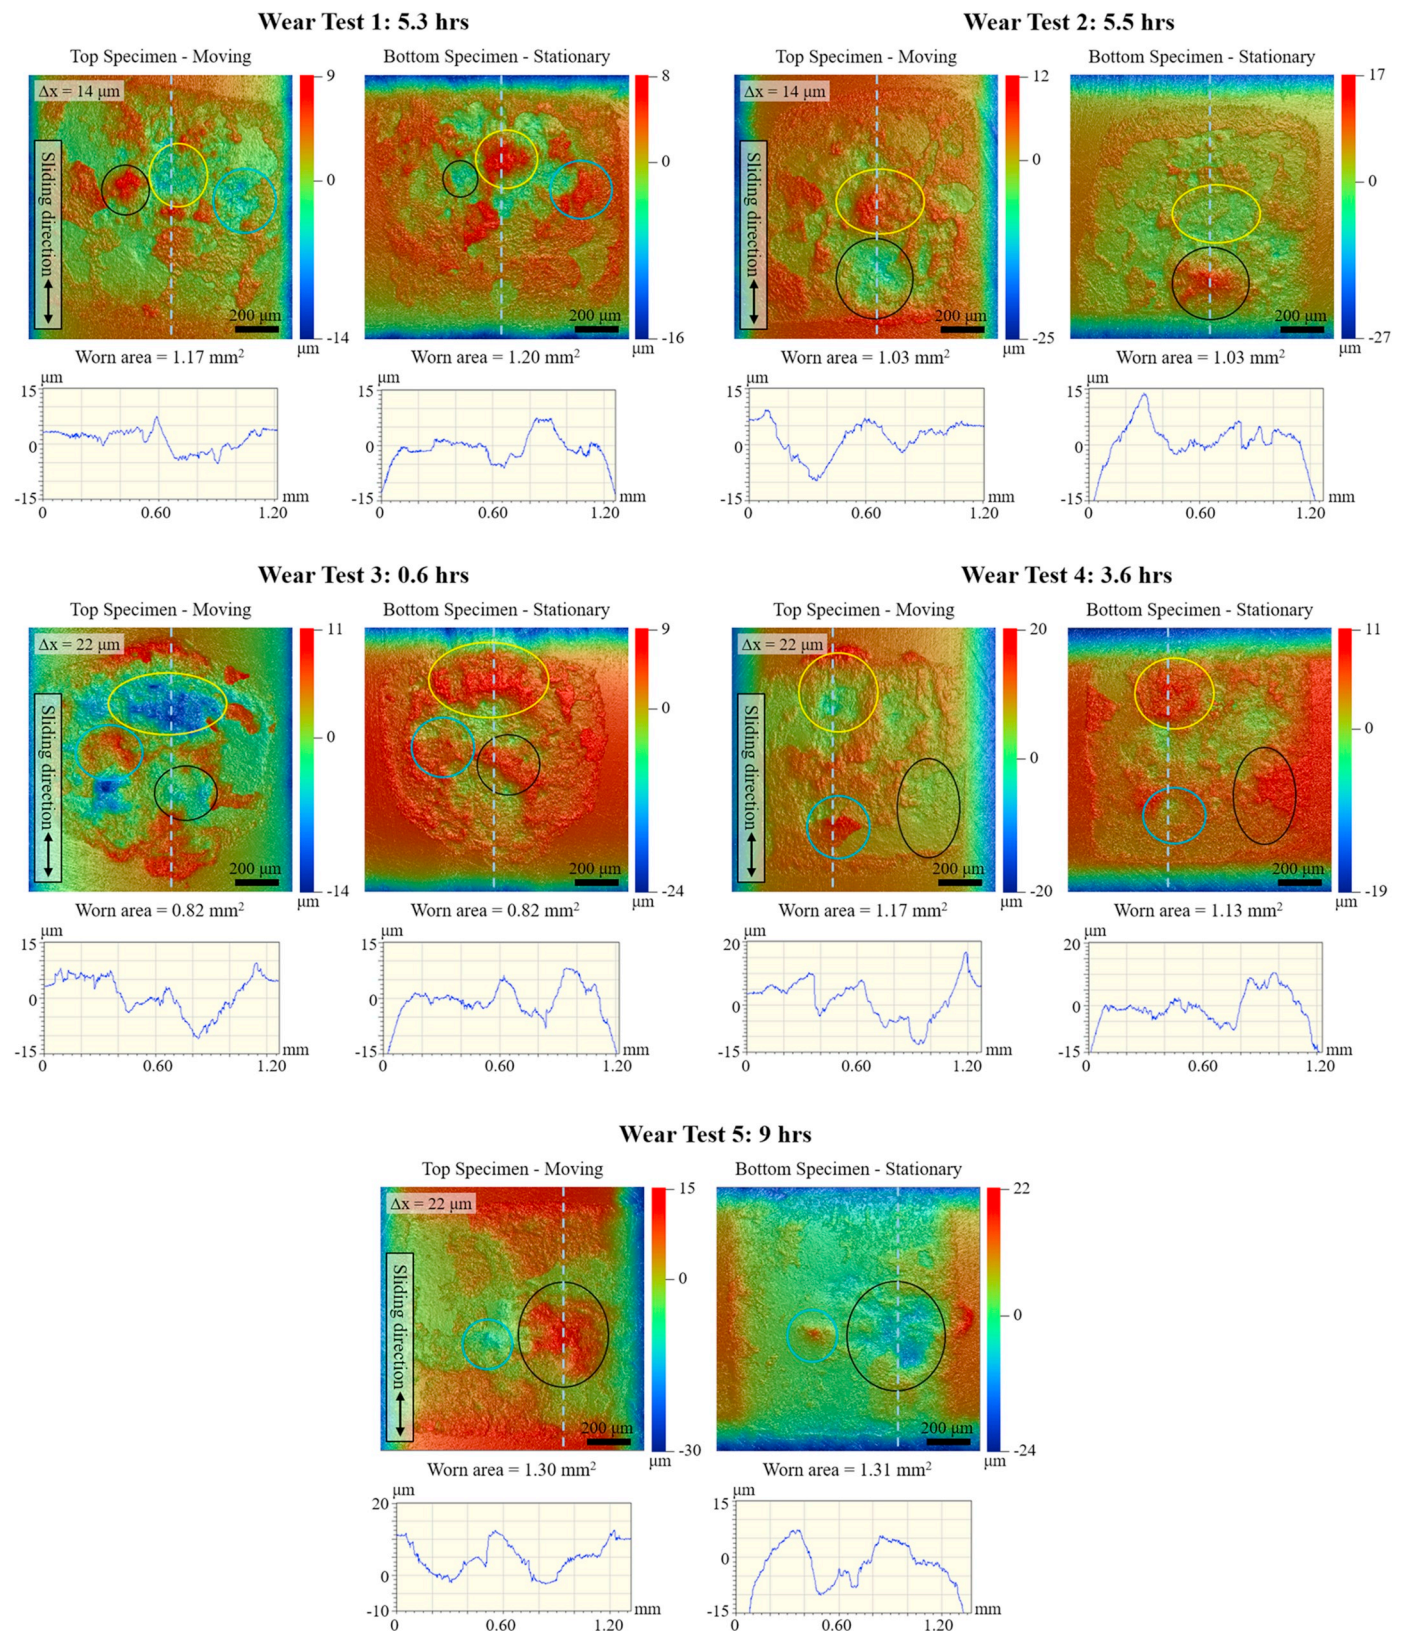 Wear Test 1: 5.3 hrs
Top Specimen - Moving
Bottom Specimen - Stationary
Δx = 14 μm
Sliding direction
200 μm
9
0
-14
μm
200 μm
8
0
-16
μm
Worn area = 1.17 mm²
Worn area = 1.20 mm²
μm
15
0
-15
0
0.60
1.20
mm
μm
15
0
-15
0
0.60
1.20
mm
Wear Test 2: 5.5 hrs
Top Specimen - Moving
Bottom Specimen - Stationary
Δx = 14 μm
Sliding direction
200 μm
12
0
-25
μm
200 μm
17
0
-27
μm
Worn area = 1.03 mm²
Worn area = 1.03 mm²
μm
15
0
-15
0
0.60
1.20
mm
μm
15
0
-15
0
0.60
1.20
mm
Wear Test 3: 0.6 hrs
Top Specimen - Moving
Bottom Specimen - Stationary
Δx = 22 μm
Sliding direction
200 μm
11
0
-14
μm
200 μm
9
0
-24
μm
Worn area = 0.82 mm²
Worn area = 0.82 mm²
μm
15
0
-15
0
0.60
1.20
mm
μm
15
0
-15
0
0.60
1.20
mm
Wear Test 4: 3.6 hrs
Top Specimen - Moving
Bottom Specimen - Stationary
Δx = 22 μm
Sliding direction
200 μm
20
0
-20
μm
200 μm
11
0
-19
μm
Worn area = 1.17 mm²
Worn area = 1.13 mm²
μm
20
0
-15
0
0.60
1.20
mm
μm
20
0
-15
0
0.60
1.20
mm
Wear Test 5: 9 hrs
Top Specimen - Moving
Bottom Specimen - Stationary
Δx = 22 μm
Sliding direction
200 μm
15
0
-30
μm
200 μm
22
0
-24
μm
Worn area = 1.30 mm²
Worn area = 1.31 mm²
μm
20
0
-10
0
0.60
1.20
mm
μm
15
0
-15
0
0.60
1.20
mm